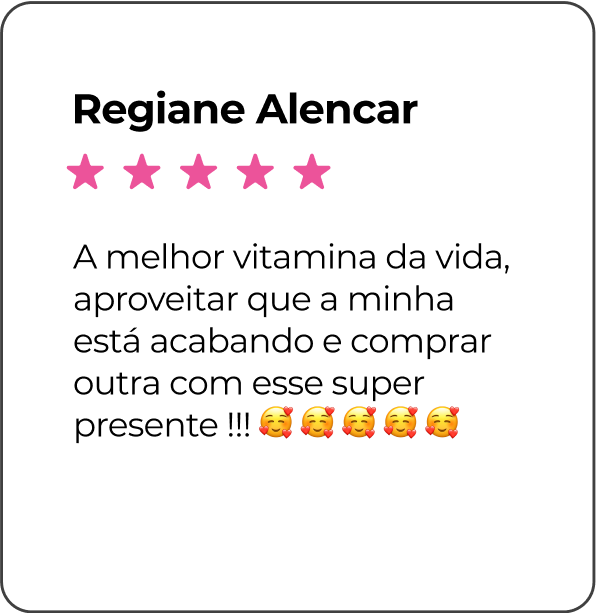 Regiane Alencar
A melhor vitamina da vida,
aproveitar que a minha
está acabando e comprar
outra com esse super
presente !!! 🥰🥰🥰🥰🥰